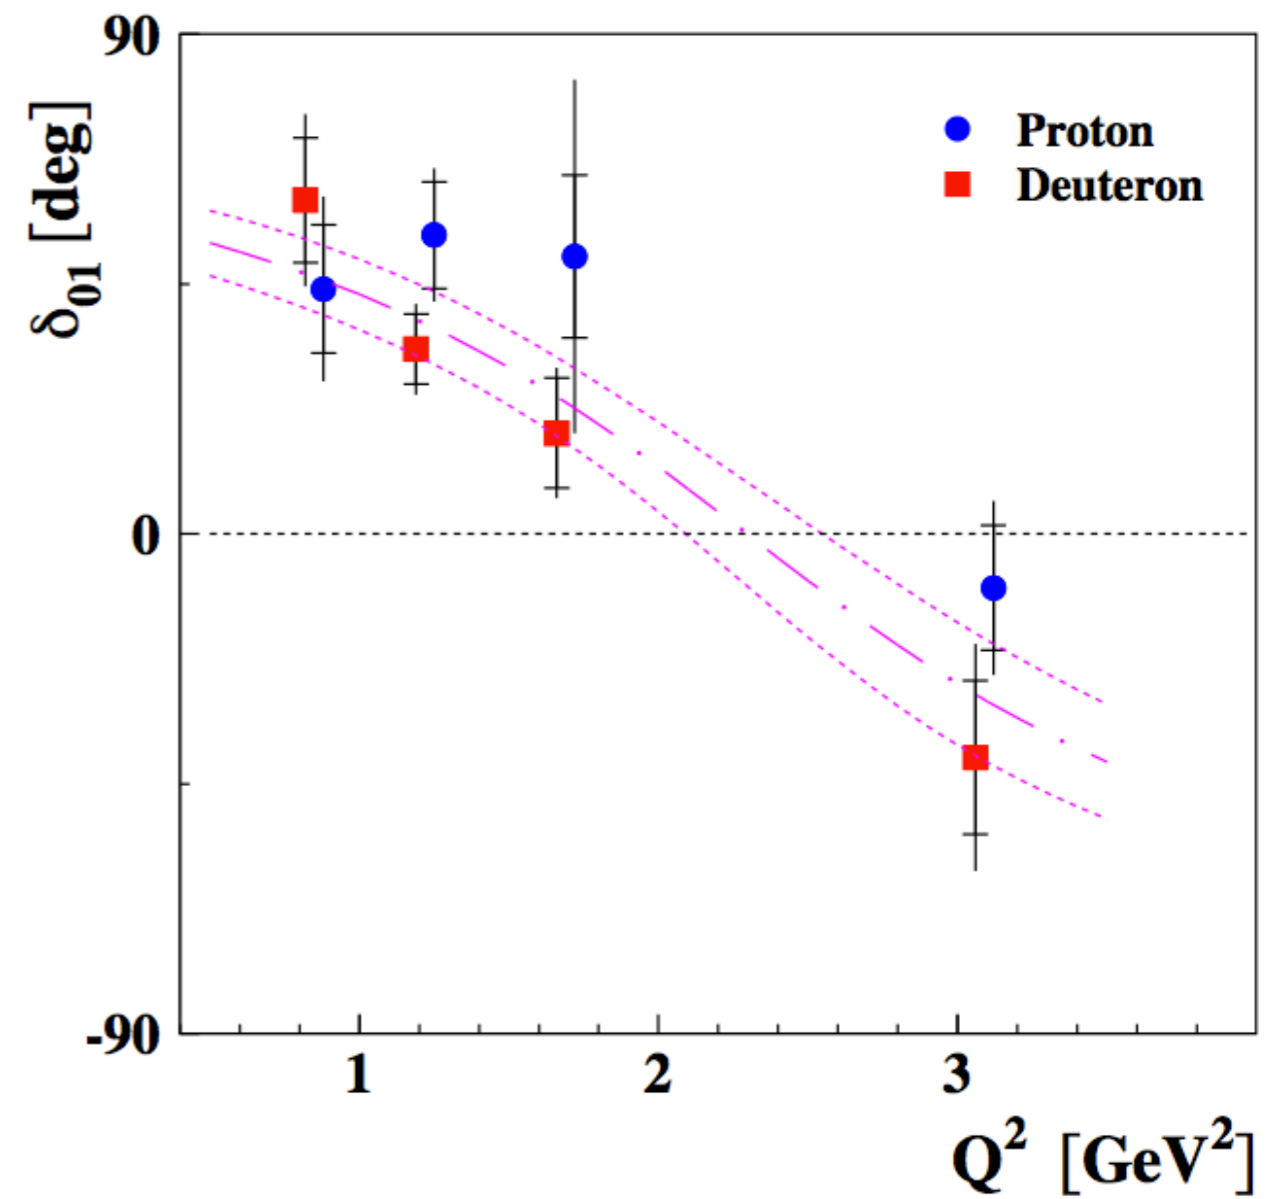 90
δ₀₁ [deg]
Proton
Deuteron
0
-90
1 2 3
Q² [GeV²]